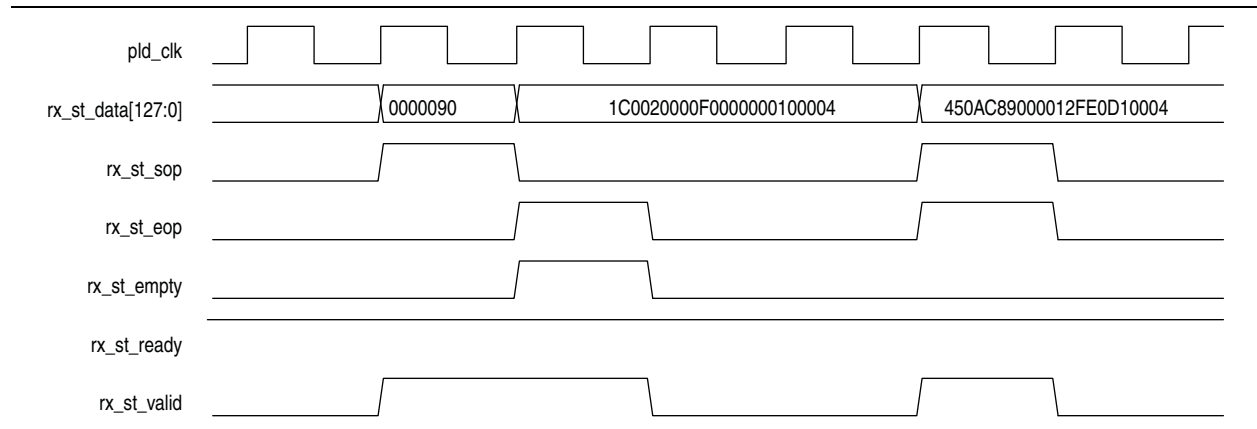 pld_clk
rx_st_data[127:0] 0000090 1C0020000F0000000100004 450AC89000012FE0D10004
rx_st_sop
rx_st_eop
rx_st_empty
rx_st_ready
rx_st_valid